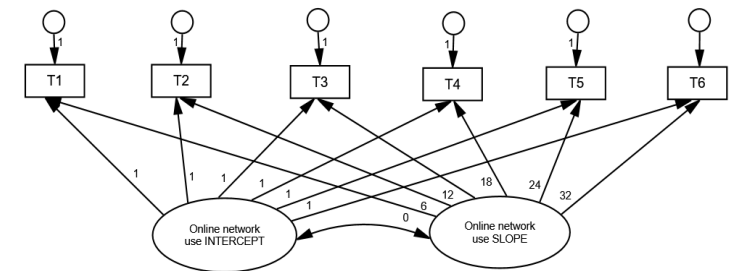 1 1 1 1 1
T1 T2 T3 T4 T5 T6
1 1 1 1 1 1 0 6 12 18 24 32
Online network
use INTERCEPT
Online network
use SLOPE